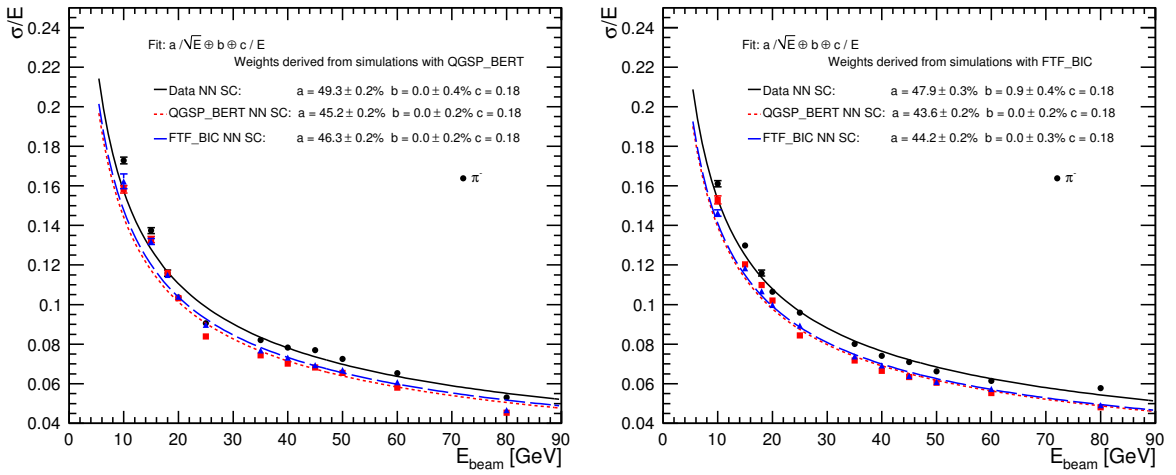 σ/E
0.24
0.22
0.2
0.18
0.16
0.14
0.12
0.1
0.08
0.06
0.04
Fit: a /√E ⊕ b ⊕ c / E
Weights derived from simulations with QGSP_BERT
Data NN SC: a = 49.3 ± 0.2% b = 0.0 ± 0.4% c = 0.18
QGSP_BERT NN SC: a = 45.2 ± 0.2% b = 0.0 ± 0.2% c = 0.18
FTF_BIC NN SC: a = 46.3 ± 0.2% b = 0.0 ± 0.2% c = 0.18
π-
0 10 20 30 40 50 60 70 80 90
E_beam [GeV]
σ/E
0.24
0.22
0.2
0.18
0.16
0.14
0.12
0.1
0.08
0.06
0.04
Fit: a /√E ⊕ b ⊕ c / E
Weights derived from simulations with FTF_BIC
Data NN SC: a = 47.9 ± 0.3% b = 0.9 ± 0.4% c = 0.18
QGSP_BERT NN SC: a = 43.6 ± 0.2% b = 0.0 ± 0.2% c = 0.18
FTF_BIC NN SC: a = 44.2 ± 0.2% b = 0.0 ± 0.3% c = 0.18
π-
0 10 20 30 40 50 60 70 80 90
E_beam [GeV]